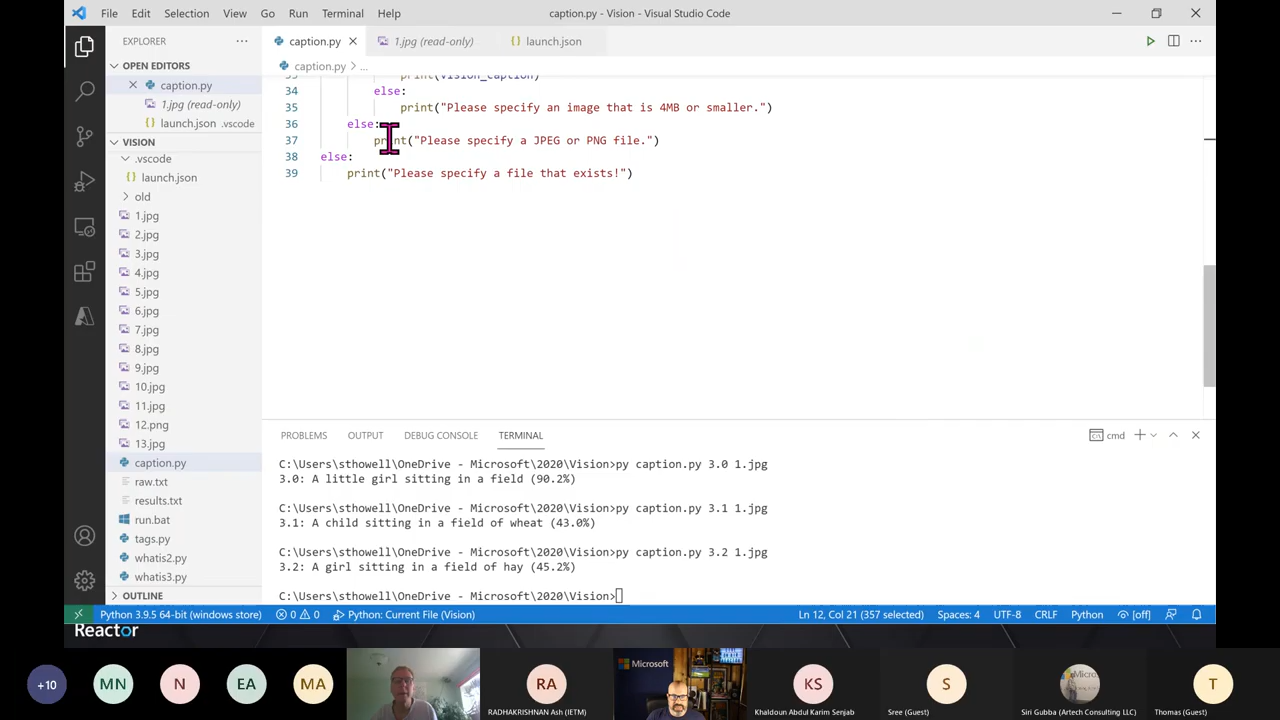 File Edit Selection View Go Run Terminal Help caption.py - Vision - Visual Studio Code
EXPLORER
caption.py
1.jpg (read-only)
launch.json
OPEN EDITORS
caption.py
1.jpg (read-only)
launch.json .vscode
VISION
.vscode
launch.json
old
1.jpg
2.jpg
3.jpg
4.jpg
5.jpg
6.jpg
7.jpg
8.jpg
9.jpg
10.jpg
11.jpg
12.png
13.jpg
caption.py
raw.txt
results.txt
run.bat
tags.py
whatis2.py
whatis3.py
OUTLINE
caption.py > ...
33 print(vision_caption)
34 else:
35 print("Please specify an image that is 4MB or smaller.")
36 else:
37 print("Please specify a JPEG or PNG file.")
38 else:
39 print("Please specify a file that exists!")
PROBLEMS OUTPUT DEBUG CONSOLE TERMINAL
cmd
C:\Users\sthowell\OneDrive - Microsoft\2020\Vision>py caption.py 3.0 1.jpg
3.0: A little girl sitting in a field (90.2%)
C:\Users\sthowell\OneDrive - Microsoft\2020\Vision>py caption.py 3.1 1.jpg
3.1: A child sitting in a field of wheat (43.0%)
C:\Users\sthowell\OneDrive - Microsoft\2020\Vision>py caption.py 3.2 1.jpg
3.2: A girl sitting in a field of hay (45.2%)
C:\Users\sthowell\OneDrive - Microsoft\2020\Vision>
Python 3.9.5 64-bit (windows store) 0 0 Python: Current File (Vision) Ln 12, Col 21 (357 selected) Spaces: 4 UTF-8 CRLF Python [off]
Reactor
+10 MN N EA MA RA Microsoft KS S T
RADHAKRISHNAN Ash (IETM) Khaldoun Abdul Karim Senjab Sree (Guest) Siri Gubba (Artech Consulting LLC) Thomas (Guest)